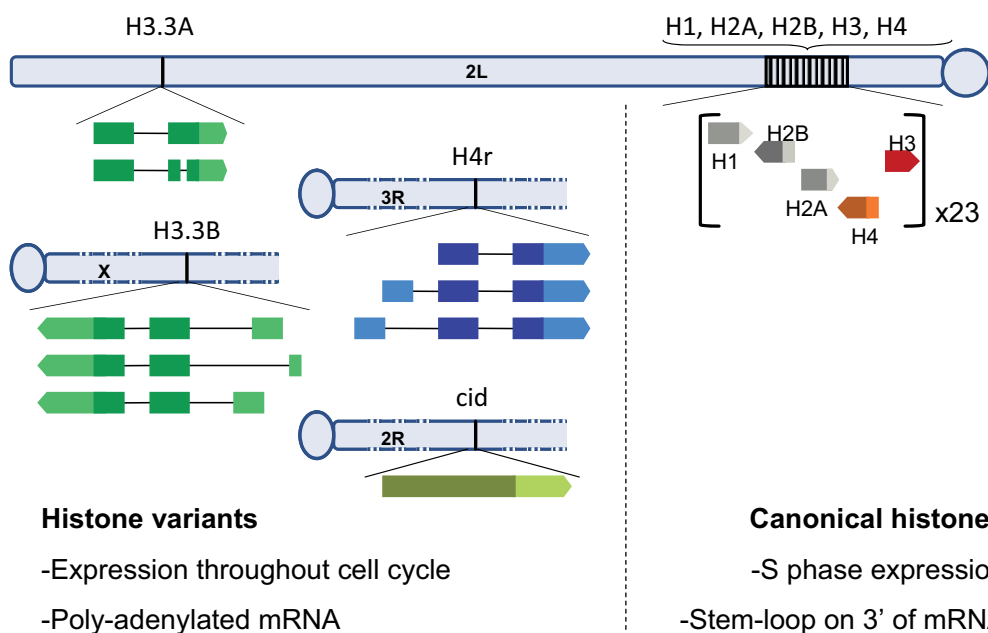 H3.3A
H1, H2A, H2B, H3, H4
2L
H2B
H3
H1
H4r
H2A
x23
3R
H4
H3.3B
X
cid
2R
Histone variants
Canonical histone
-Expression throughout cell cycle
-S phase expressio
-Poly-adenylated mRNA
-Stem-loop on 3' of mRN